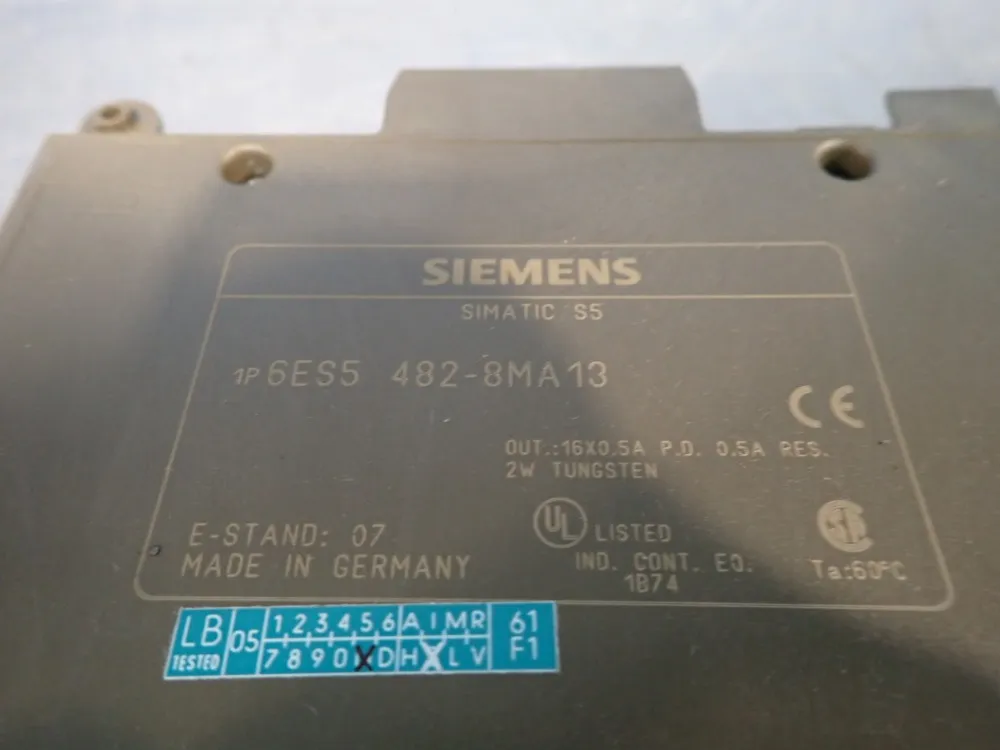 SIEMENS
SIMATIC S5
1P 6ES5 482-8MA13
CE
OUT.:16X0.5A P.D. 0.5A RES.
2W TUNGSTEN
UL LISTED
IND. CONT. EQ.
1B74
E-STAND: 07
MADE IN GERMANY
Ta:60°C
LB TESTED
05
1 2 3 4 5 6 A I M R
7 8 9 0 X D H X L V
61
F1